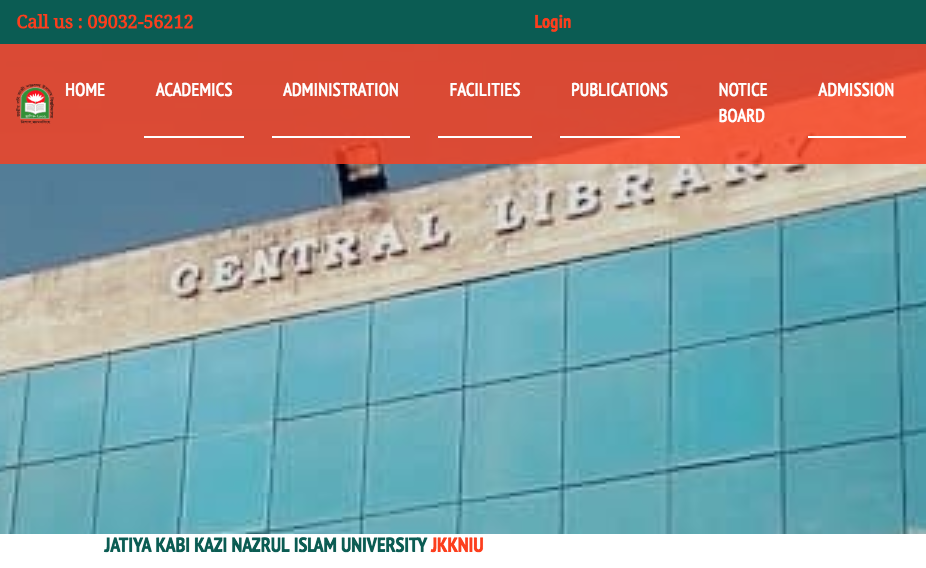 Call us : 09032-56212
Login
HOME ACADEMICS ADMINISTRATION FACILITIES PUBLICATIONS NOTICE BOARD ADMISSION
CENTRAL LIBRARY
JATIYA KABI KAZI NAZRUL ISLAM UNIVERSITY JKKNIU